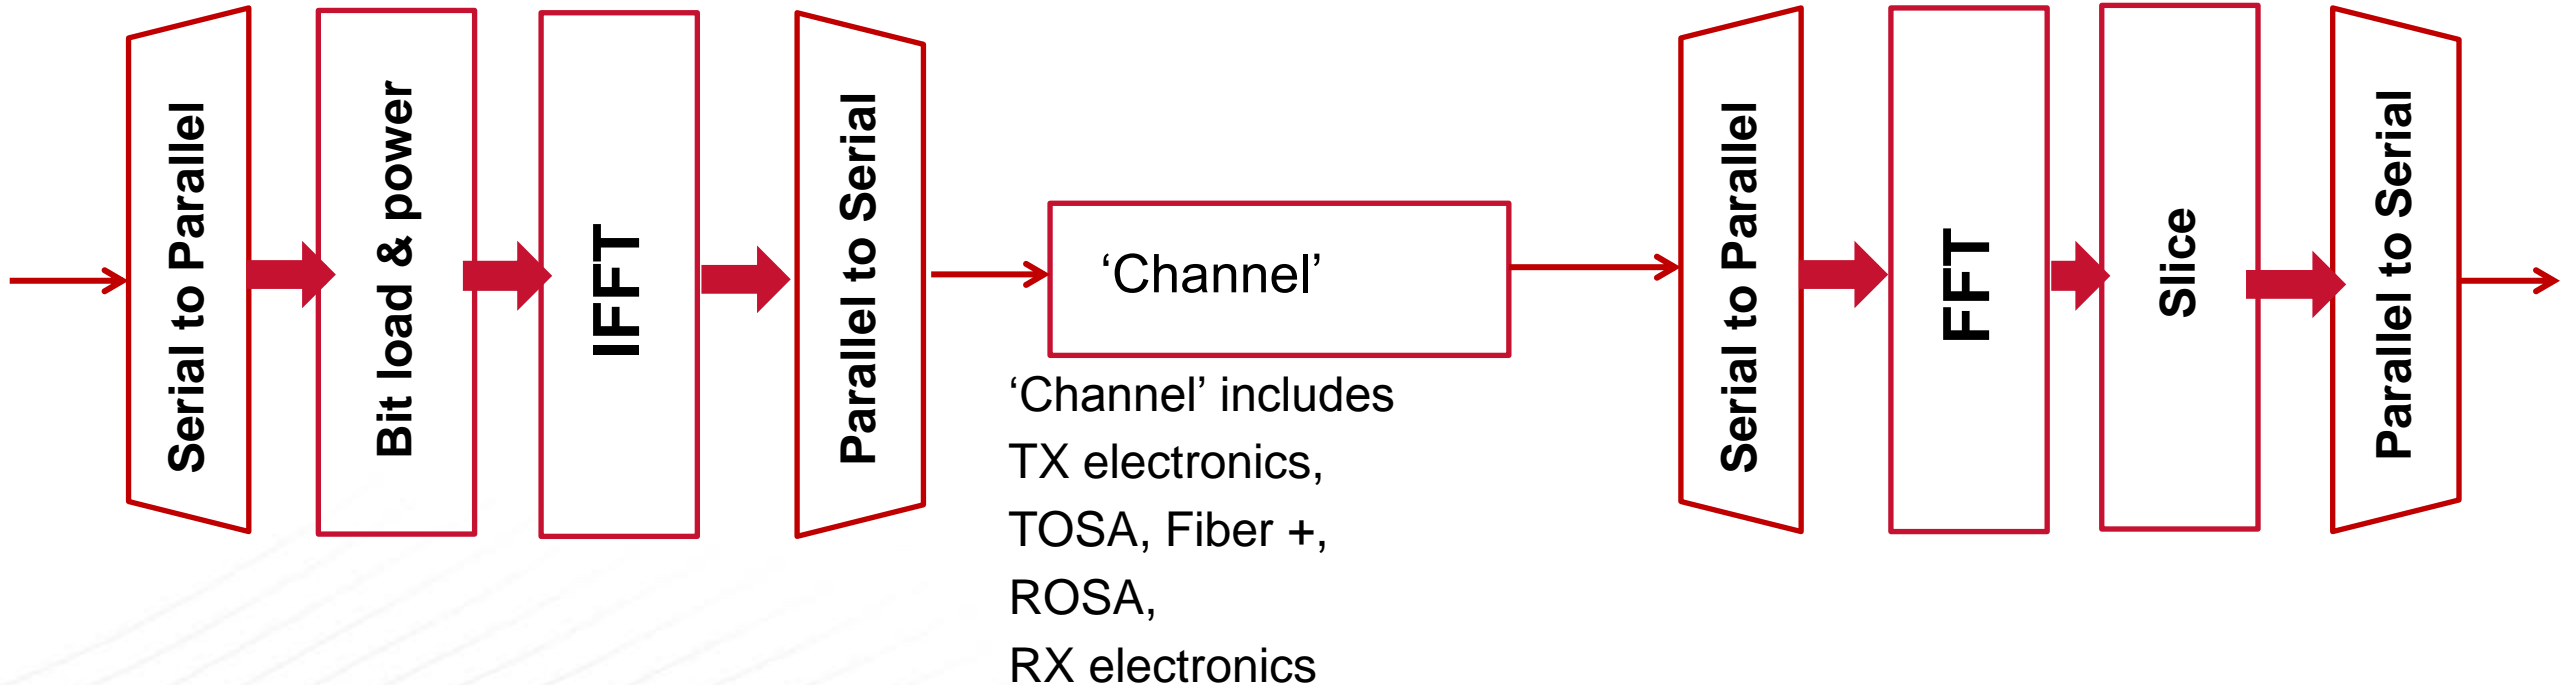 Serial to Parallel
Bit load & power
IFFT
Parallel to Serial
‘Channel’
‘Channel’ includes
TX electronics,
TOSA, Fiber +,
ROSA,
RX electronics
Serial to Parallel
FFT
Slice
Parallel to Serial